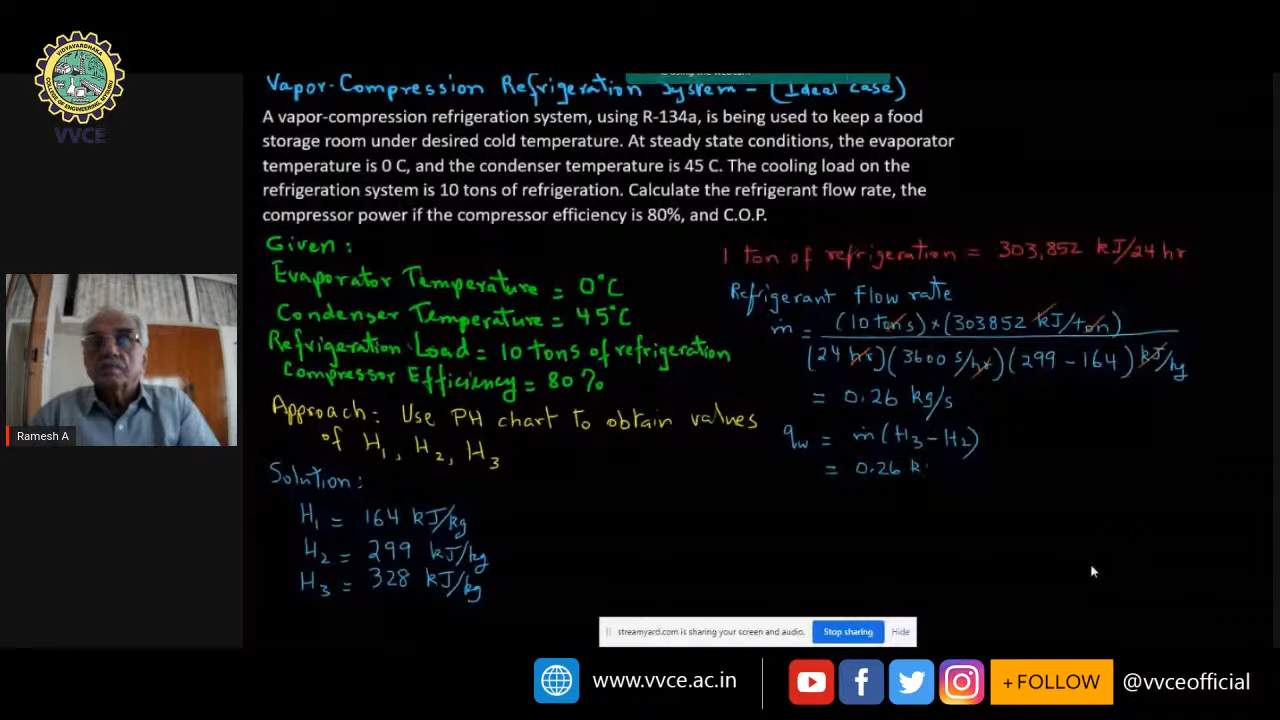 VIDYAVARDHAKA
COLLEGE OF ENGINEERING, MYSURU
VVCE
Vapor-Compression Refrigeration System - (Ideal case)
A vapor-compression refrigeration system, using R-134a, is being used to keep a food
storage room under desired cold temperature. At steady state conditions, the evaporator
temperature is 0 C, and the condenser temperature is 45 C. The cooling load on the
refrigeration system is 10 tons of refrigeration. Calculate the refrigerant flow rate, the
compressor power if the compressor efficiency is 80%, and C.O.P.
Given:
Evaporator Temperature = 0°C
Condenser Temperature = 45°C
Refrigeration Load = 10 tons of refrigeration
Compressor Efficiency = 80%
Approach: Use PH chart to obtain values
of H₁, H₂, H₃
Solution:
H₁ = 164 kJ/kg
H₂ = 299 kJ/kg
H₃ = 328 kJ/kg
1 ton of refrigeration = 303,852 kJ/24 hr
Refrigerant Flow rate
ṁ = (10 tons) × (303852 kJ/ton)
(24 hr)(3600 s/hr)(299 - 164) kJ/kg
= 0.26 kg/s
q_w = ṁ (H₃ - H₂)
= 0.26 k
Ramesh A
streamyard.com is sharing your screen and audio.
Stop sharing
Hide
www.vvce.ac.in
+ FOLLOW
@vvceofficial